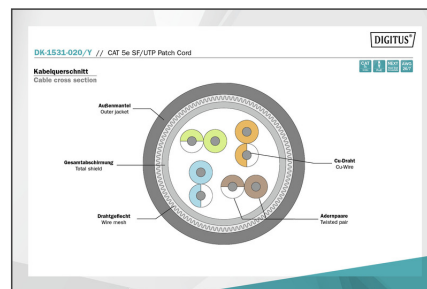 DIGITUS®
DK-1531-020/Y // CAT 5e SF/UTP Patch Cord
Kabelquerschnitt
Cable cross section
Außenmantel
Outer jacket
Gesamtabschirmung
Total shield
Cu-Draht
Cu-Wire
Drahtgeflecht
Wire mesh
Adernpaare
Twisted pair